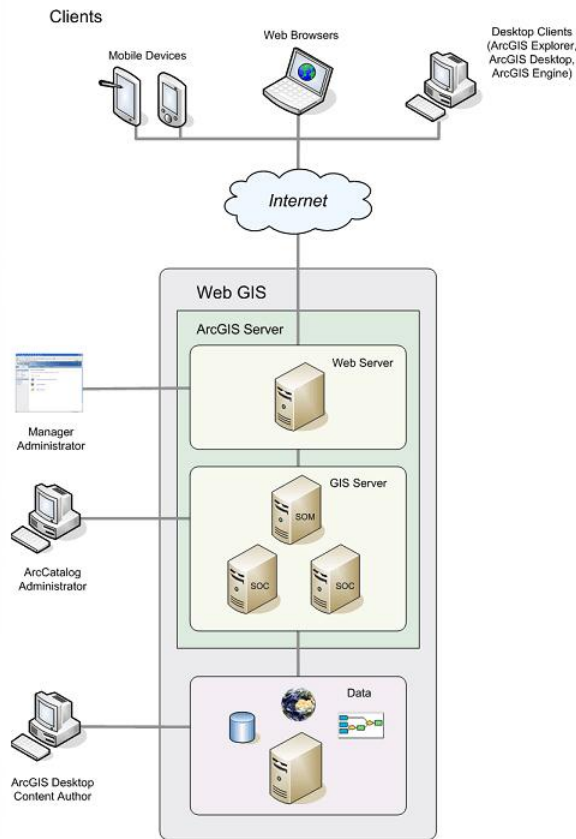 Clients
Mobile Devices
Web Browsers
Desktop Clients
(ArcGIS Explorer,
ArcGIS Desktop,
ArcGIS Engine)
Internet
Web GIS
ArcGIS Server
Web Server
Manager
Administrator
GIS Server
SOM
SOC
SOC
ArcCatalog
Administrator
Data
ArcGIS Desktop
Content Author